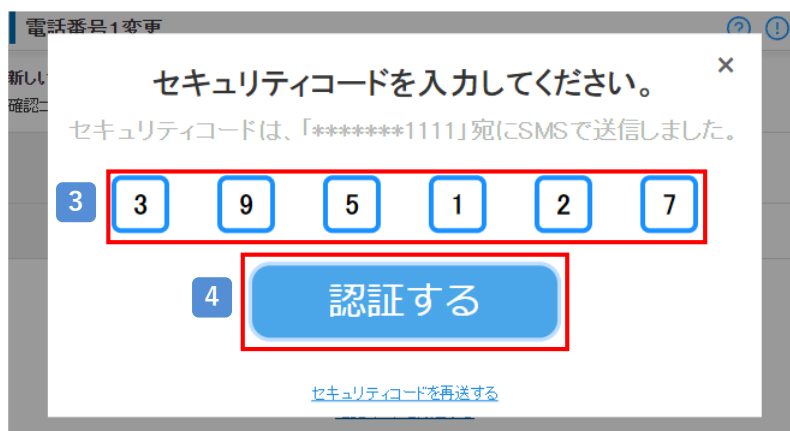 電話番号1変更
新しい
確認コ
セキュリティコードを入力してください。
×
セキュリティコードは、「*******1111」宛にSMSで送信しました。
3
3 9 5 1 2 7
4
認証する
セキュリティコードを再送する